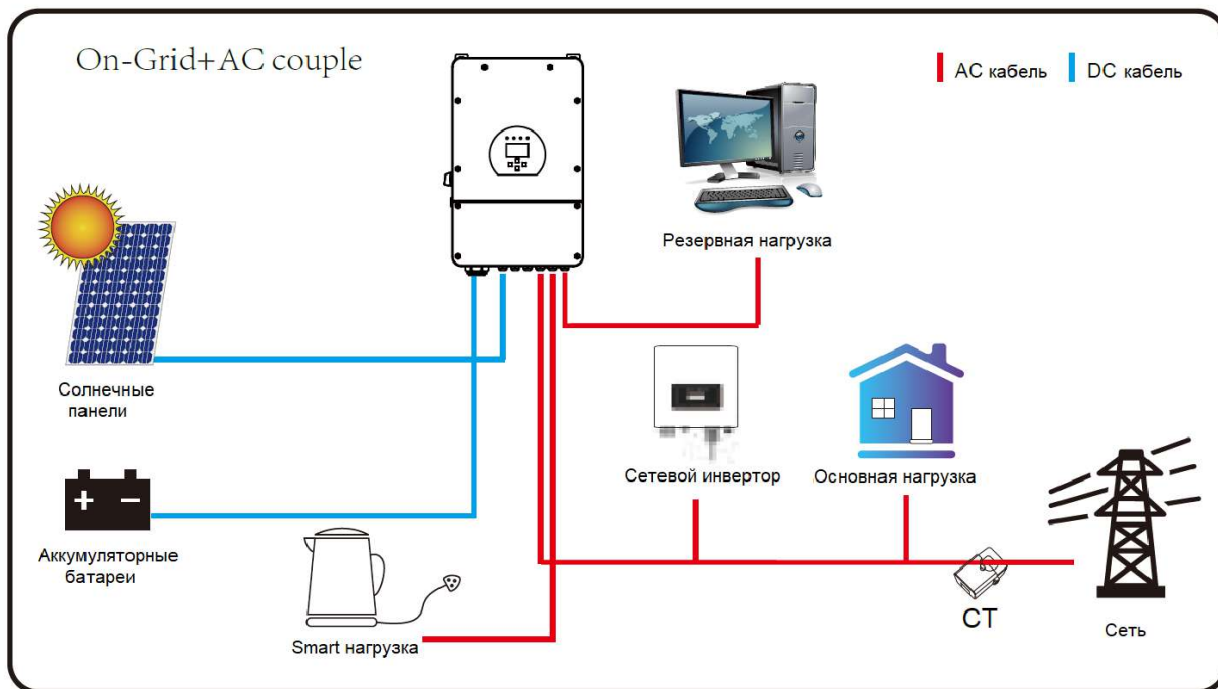 On-Grid+AC couple
AC кабель
DC кабель
Резервная нагрузка
Солнечные
панели
Сетевой инвертор
Основная нагрузка
+ −
Аккумуляторные
батареи
Smart нагрузка
CT
Сеть